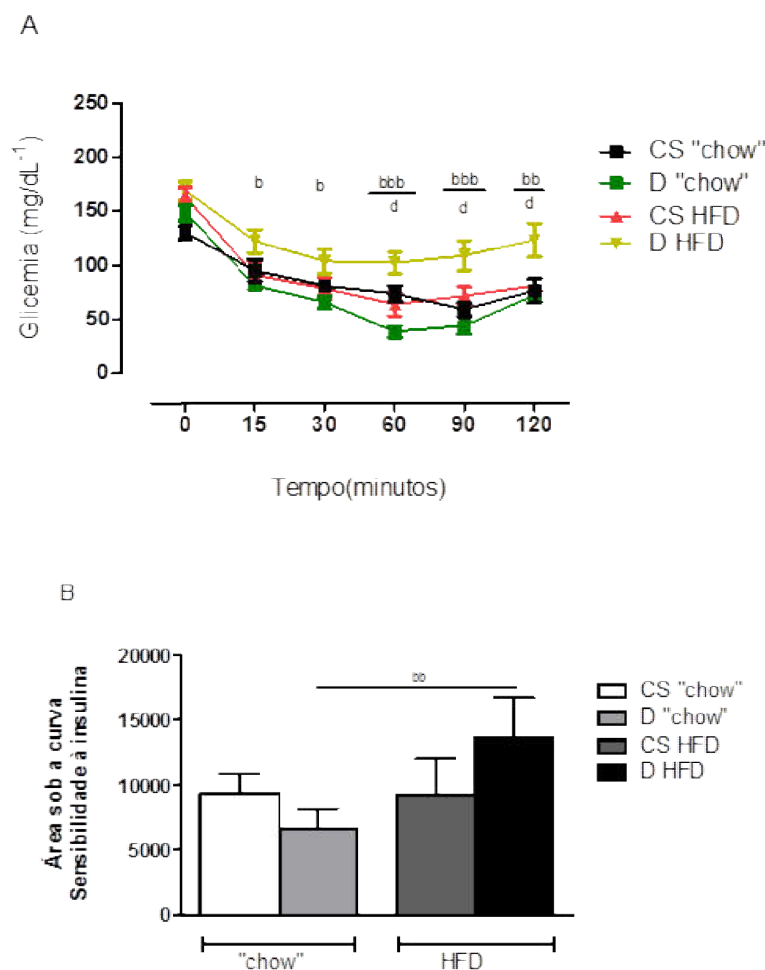 A
250
200
150
100
50
0
Glicemia (mg/dL⁻¹)
b b bbb bbb bb
d d d
CS "chow"
D "chow"
CS HFD
D HFD
0 15 30 60 90 120
Tempo(minutos)
B
20000
15000
10000
5000
0
Área sob a curva
Sensibilidade à insulina
bb
CS "chow"
D "chow"
CS HFD
D HFD
"chow" HFD